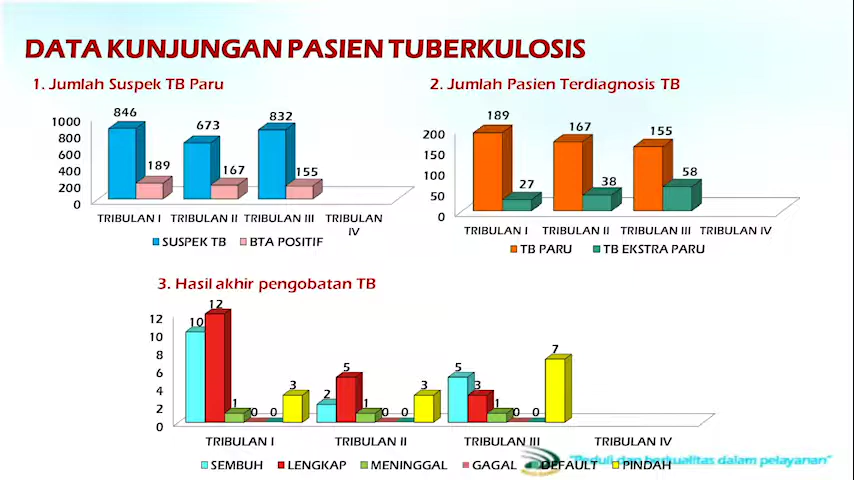 DATA KUNJUNGAN PASIEN TUBERKULOSIS
1. Jumlah Suspek TB Paru
846
673
832
189
167
155
1000
800
600
400
200
0
TRIBULAN I TRIBULAN II TRIBULAN III TRIBULAN
IV
SUSPEK TB BTA POSITIF
2. Jumlah Pasien Terdiagnosis TB
189
167
155
27
38
58
200
150
100
50
0
TRIBULAN I TRIBULAN II TRIBULAN III TRIBULAN IV
TB PARU TB EKSTRA PARU
3. Hasil akhir pengobatan TB
12
10
8
6
4
2
0
10 12 1 0 0 3
2 5 1 0 0 3
5 3 1 0 0 7
TRIBULAN I TRIBULAN II TRIBULAN III TRIBULAN IV
SEMBUH LENGKAP MENINGGAL GAGAL DEFAULT PINDAH
"Peduli dan berkualitas dalam pelayanan"